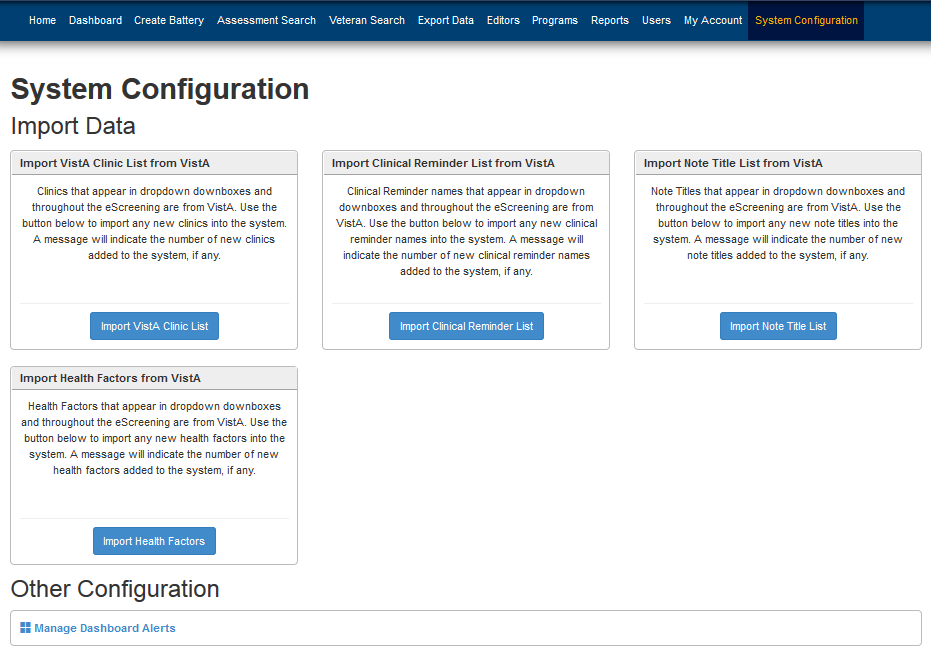 Home Dashboard Create Battery Assessment Search Veteran Search Export Data Editors Programs Reports Users My Account System Configuration
System Configuration
Import Data
Import VistA Clinic List from VistA
Clinics that appear in dropdown downboxes and
throughout the eScreening are from VistA. Use the
button below to import any new clinics into the system.
A message will indicate the number of new clinics
added to the system, if any.
Import VistA Clinic List
Import Clinical Reminder List from VistA
Clinical Reminder names that appear in dropdown
downboxes and throughout the eScreening are from
VistA. Use the button below to import any new clinical
reminder names into the system. A message will
indicate the number of new clinical reminder names
added to the system, if any.
Import Clinical Reminder List
Import Note Title List from VistA
Note Titles that appear in dropdown downboxes and
throughout the eScreening are from VistA. Use the
button below to import any new note titles into the
system. A message will indicate the number of new
note titles added to the system, if any.
Import Note Title List
Import Health Factors from VistA
Health Factors that appear in dropdown downboxes
and throughout the eScreening are from VistA. Use the
button below to import any new health factors into the
system. A message will indicate the number of new
health factors added to the system, if any.
Import Health Factors
Other Configuration
Manage Dashboard Alerts